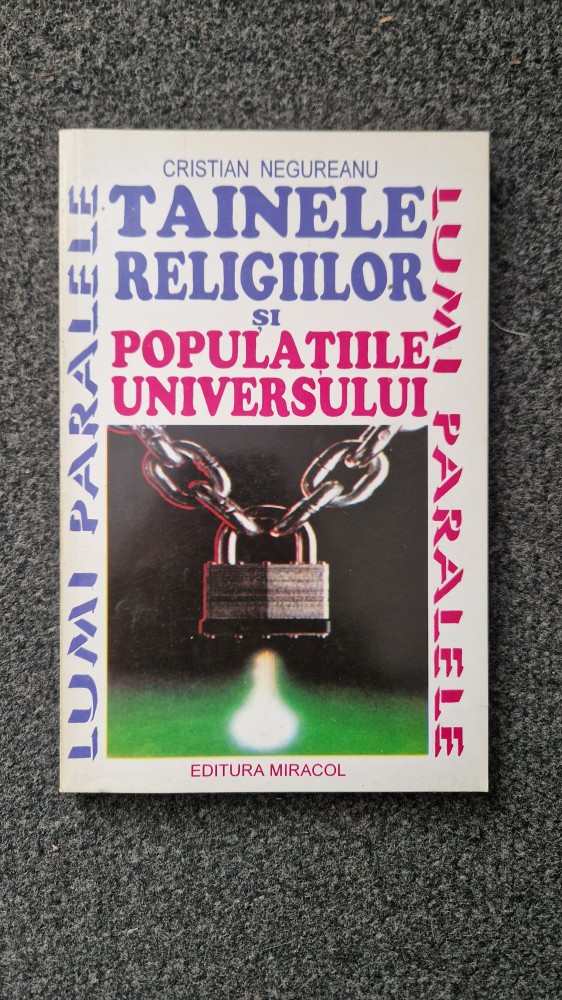 CRISTIAN NEGUREANU
TAINELE
RELIGIILOR
ȘI
POPULAȚIILE
UNIVERSULUI
LUMI PARALELE
LUMI PARALELE
EDITURA MIRACOL